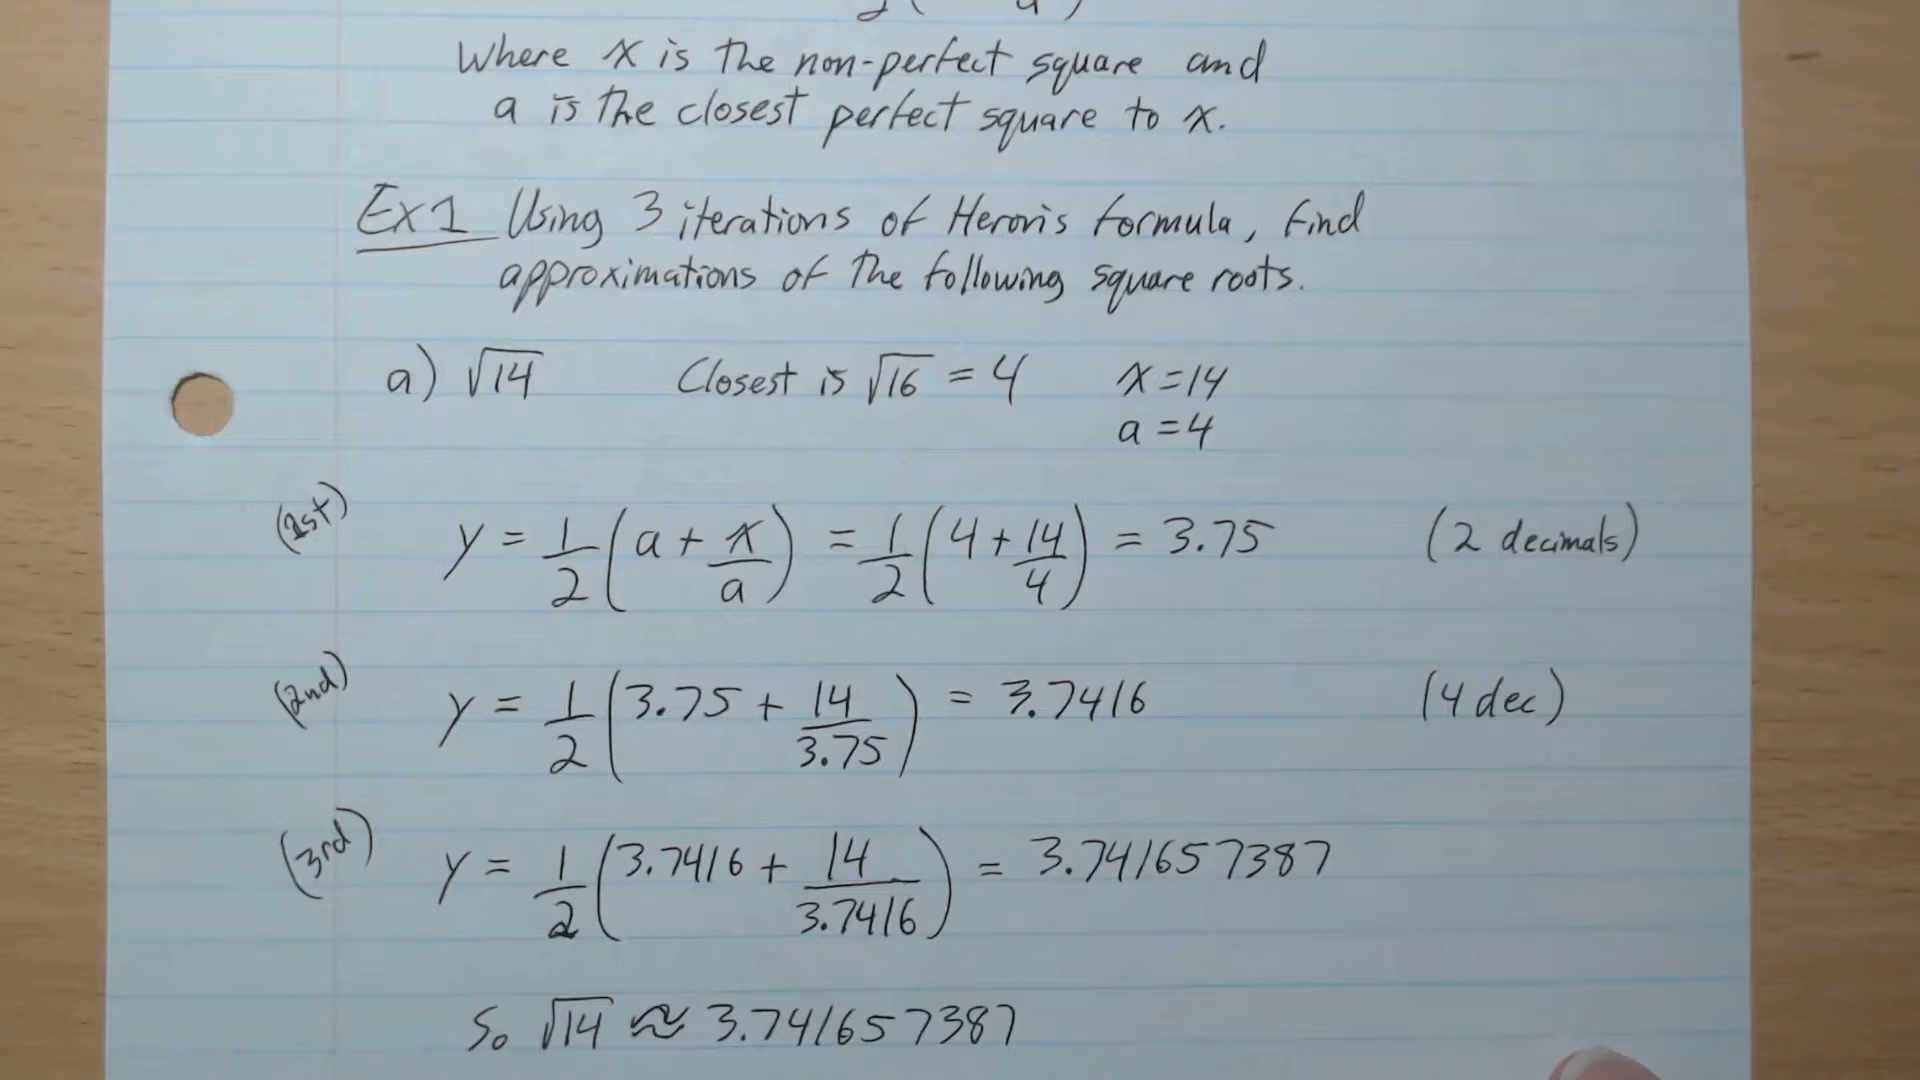 Where x is the non-perfect square and
a is the closest perfect square to x.
Ex1 Using 3 iterations of Heron's formula, find
approximations of the following square roots.
a) √14 Closest is √16 = 4 x = 14
a = 4
(1st) y = 1/2 (a + x/a) = 1/2 (4 + 14/4) = 3.75 (2 decimals)
(2nd) y = 1/2 (3.75 + 14/3.75) = 3.7416 (4 dec)
(3rd) y = 1/2 (3.7416 + 14/3.7416) = 3.741657387
So √14 ≈ 3.741657387